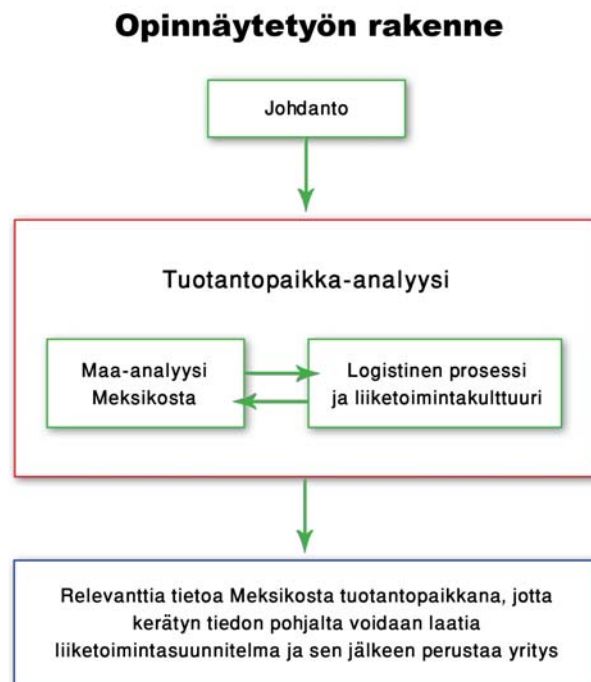 Opinnäytetyön rakenne
Johdanto
Tuotantopaikka-analyysi
Maa-analyysi
Meksikosta
Logistinen prosessi
ja liiketoimintakulttuuri
Relevanttia tietoa Meksikosta tuotantopaikkana, jotta
kerätyn tiedon pohjalta voidaan laatia
liiketoimintasuunnitelma ja sen jälkeen perustaa yritys